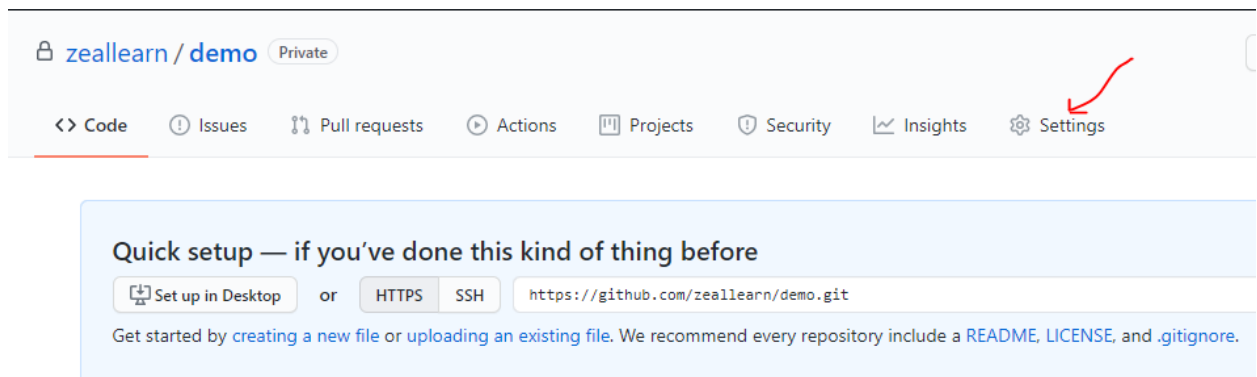 zeallearn / demo Private
<> Code Issues Pull requests Actions Projects Security Insights Settings
Quick setup — if you’ve done this kind of thing before
Set up in Desktop or HTTPS SSH https://github.com/zeallearn/demo.git
Get started by creating a new file or uploading an existing file. We recommend every repository include a README, LICENSE, and .gitignore.